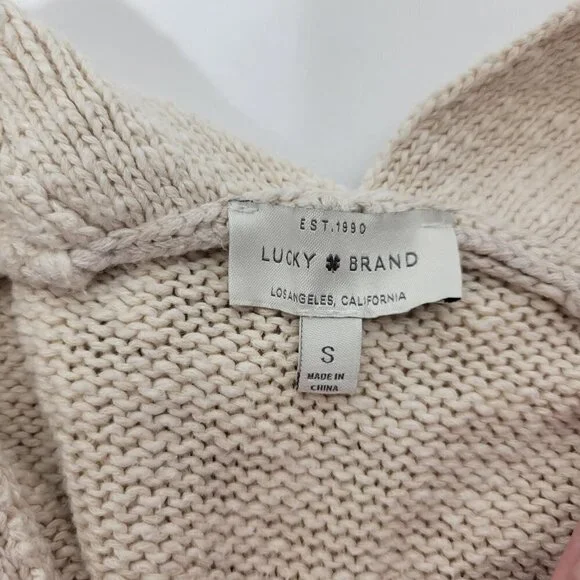 EST.1990
LUCKY BRAND
LOS ANGELES, CALIFORNIA
S
MADE IN
CHINA